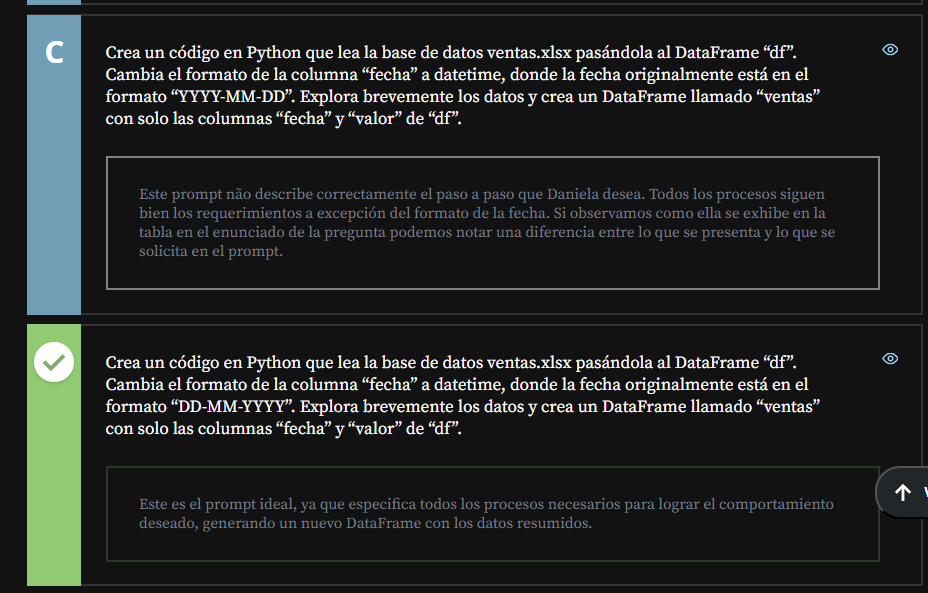 C
Crea un código en Python que lea la base de datos ventas.xlsx pasándola al DataFrame “df”.
Cambia el formato de la columna “fecha” a datetime, donde la fecha originalmente está en el
formato “YYYY-MM-DD”. Explora brevemente los datos y crea un DataFrame llamado “ventas”
con solo las columnas “fecha” y “valor” de “df”.
Este prompt não describe correctamente el paso a paso que Daniela desea. Todos los procesos siguen
bien los requerimientos a excepción del formato de la fecha. Si observamos como ella se exhibe en la
tabla en el enunciado de la pregunta podemos notar una diferencia entre lo que se presenta y lo que se
solicita en el prompt.
Crea un código en Python que lea la base de datos ventas.xlsx pasándola al DataFrame “df”.
Cambia el formato de la columna “fecha” a datetime, donde la fecha originalmente está en el
formato “DD-MM-YYYY”. Explora brevemente los datos y crea un DataFrame llamado “ventas”
con solo las columnas “fecha” y “valor” de “df”.
Este es el prompt ideal, ya que especifica todos los procesos necesarios para lograr el comportamiento
deseado, generando un nuevo DataFrame con los datos resumidos.